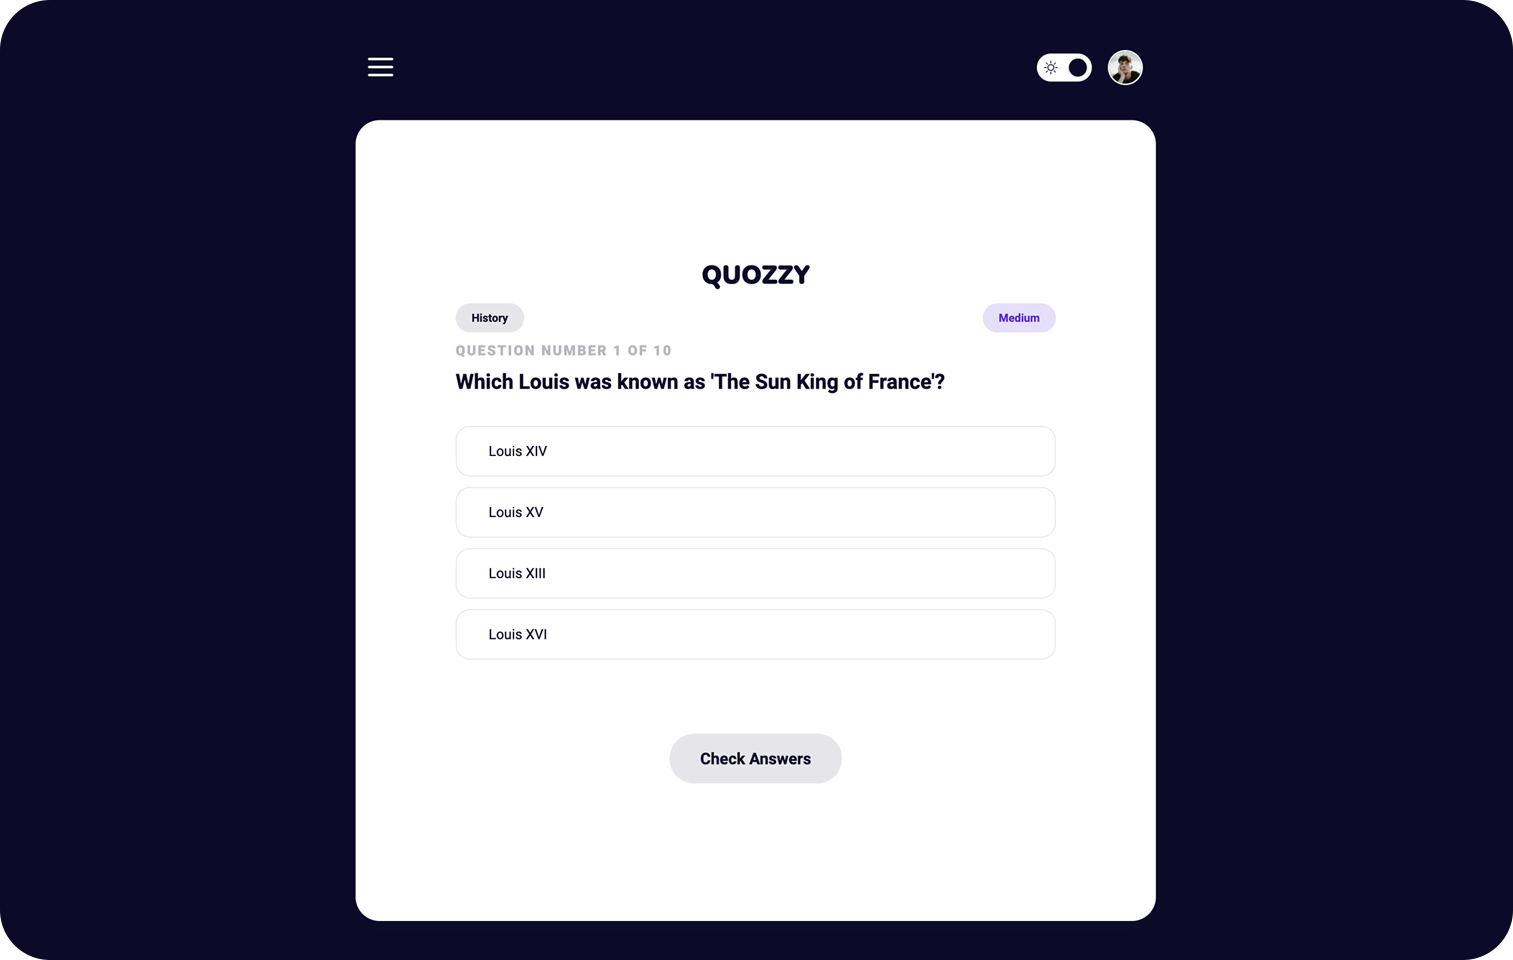 QUOZZY
History
Medium
QUESTION NUMBER 1 OF 10
Which Louis was known as 'The Sun King of France'?
Louis XIV
Louis XV
Louis XIII
Louis XVI
Check Answers